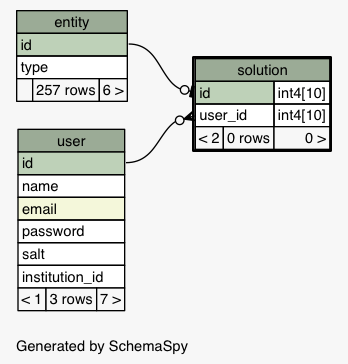 entity
id
type
257 rows 6 >
solution
id int4[10]
user_id int4[10]
< 2 0 rows 0 >
user
id
name
email
password
salt
institution_id
< 1 3 rows 7 >
Generated by SchemaSpy